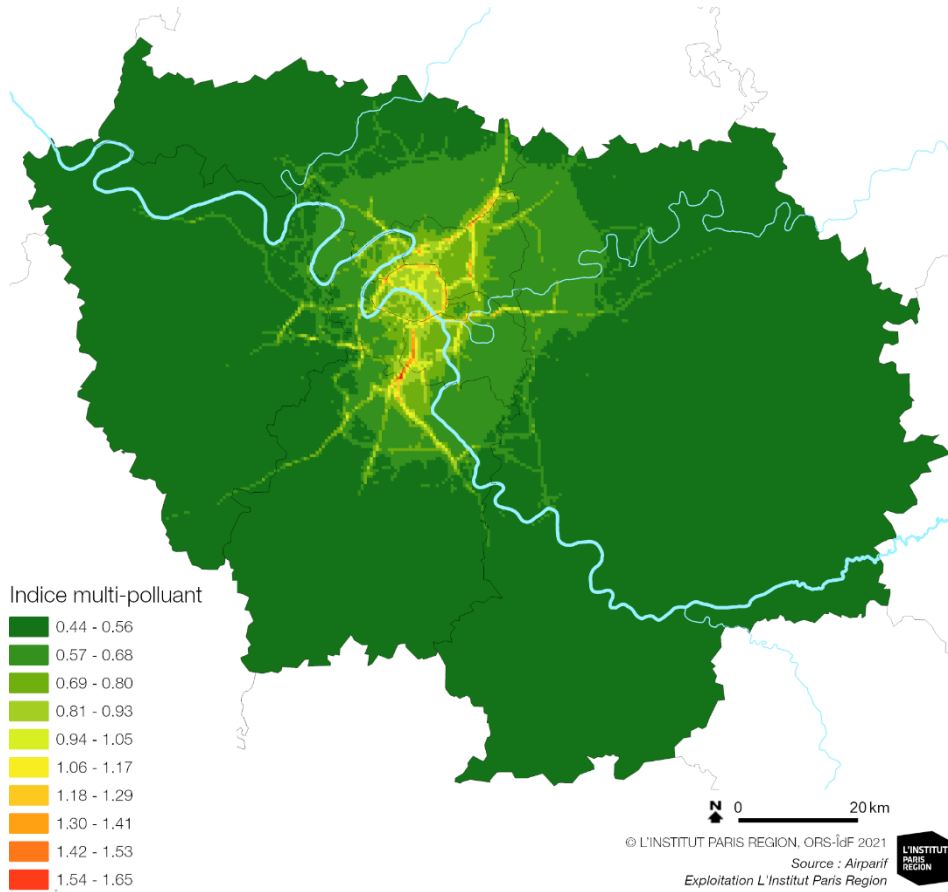 Indice multi-polluant
0.44 - 0.56
0.57 - 0.68
0.69 - 0.80
0.81 - 0.93
0.94 - 1.05
1.06 - 1.17
1.18 - 1.29
1.30 - 1.41
1.42 - 1.53
1.54 - 1.65
N 0 20 km
© L'INSTITUT PARIS REGION, ORS-ÎdF 2021
Source : Airparif
Exploitation L'Institut Paris Region
L'INSTITUT
PARIS
REGION